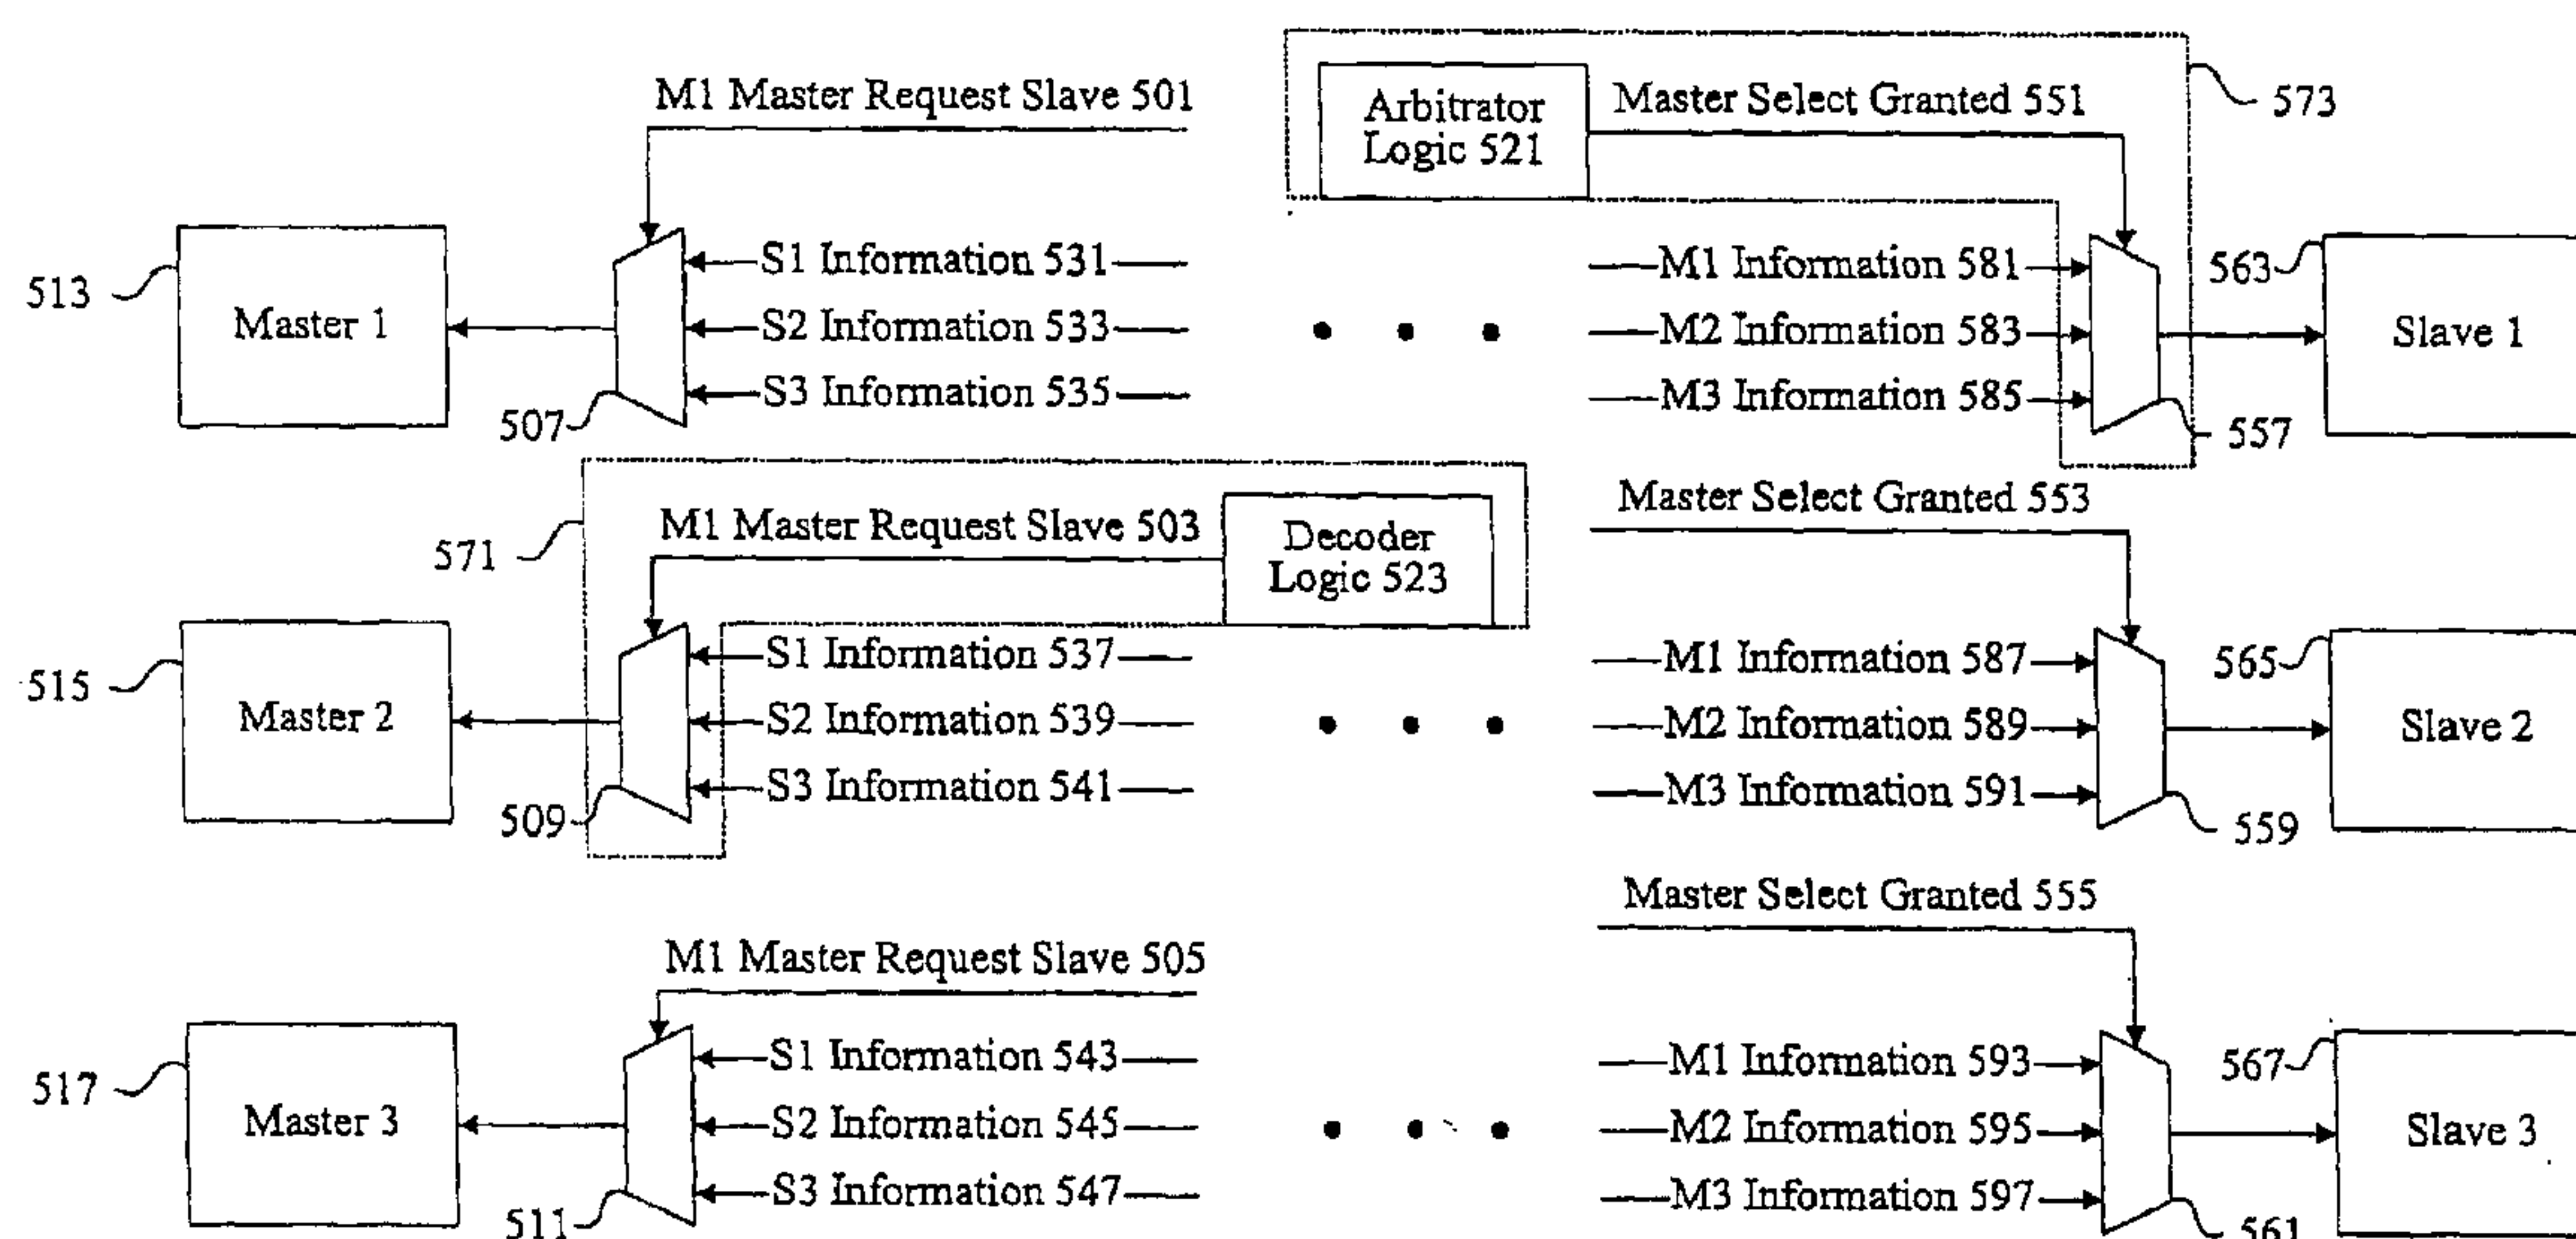 M1 Master Request Slave 501
Arbitrator
Logic 521
Master Select Granted 551
573
513
Master 1
S1 Information 531
S2 Information 533
S3 Information 535
507
M1 Information 581
M2 Information 583
M3 Information 585
557
563
Slave 1
571
M1 Master Request Slave 503
Decoder
Logic 523
Master Select Granted 553
515
Master 2
S1 Information 537
S2 Information 539
S3 Information 541
509
M1 Information 587
M2 Information 589
M3 Information 591
559
565
Slave 2
M1 Master Request Slave 505
Master Select Granted 555
517
Master 3
S1 Information 543
S2 Information 545
S3 Information 547
511
M1 Information 593
M2 Information 595
M3 Information 597
561
567
Slave 3